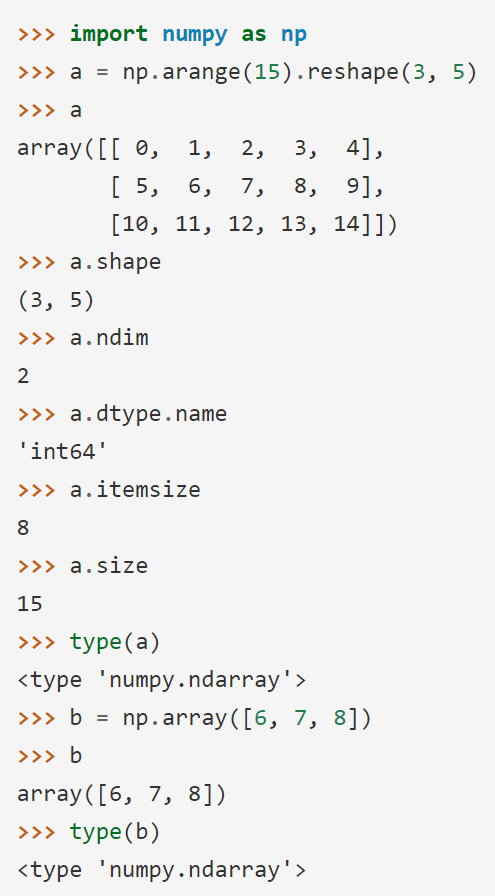 >>> import numpy as np
>>> a = np.arange(15).reshape(3, 5)
>>> a
array([[ 0,  1,  2,  3,  4],
       [ 5,  6,  7,  8,  9],
       [10, 11, 12, 13, 14]])
>>> a.shape
(3, 5)
>>> a.ndim
2
>>> a.dtype.name
'int64'
>>> a.itemsize
8
>>> a.size
15
>>> type(a)
<type 'numpy.ndarray'>
>>> b = np.array([6, 7, 8])
>>> b
array([6, 7, 8])
>>> type(b)
<type 'numpy.ndarray'>